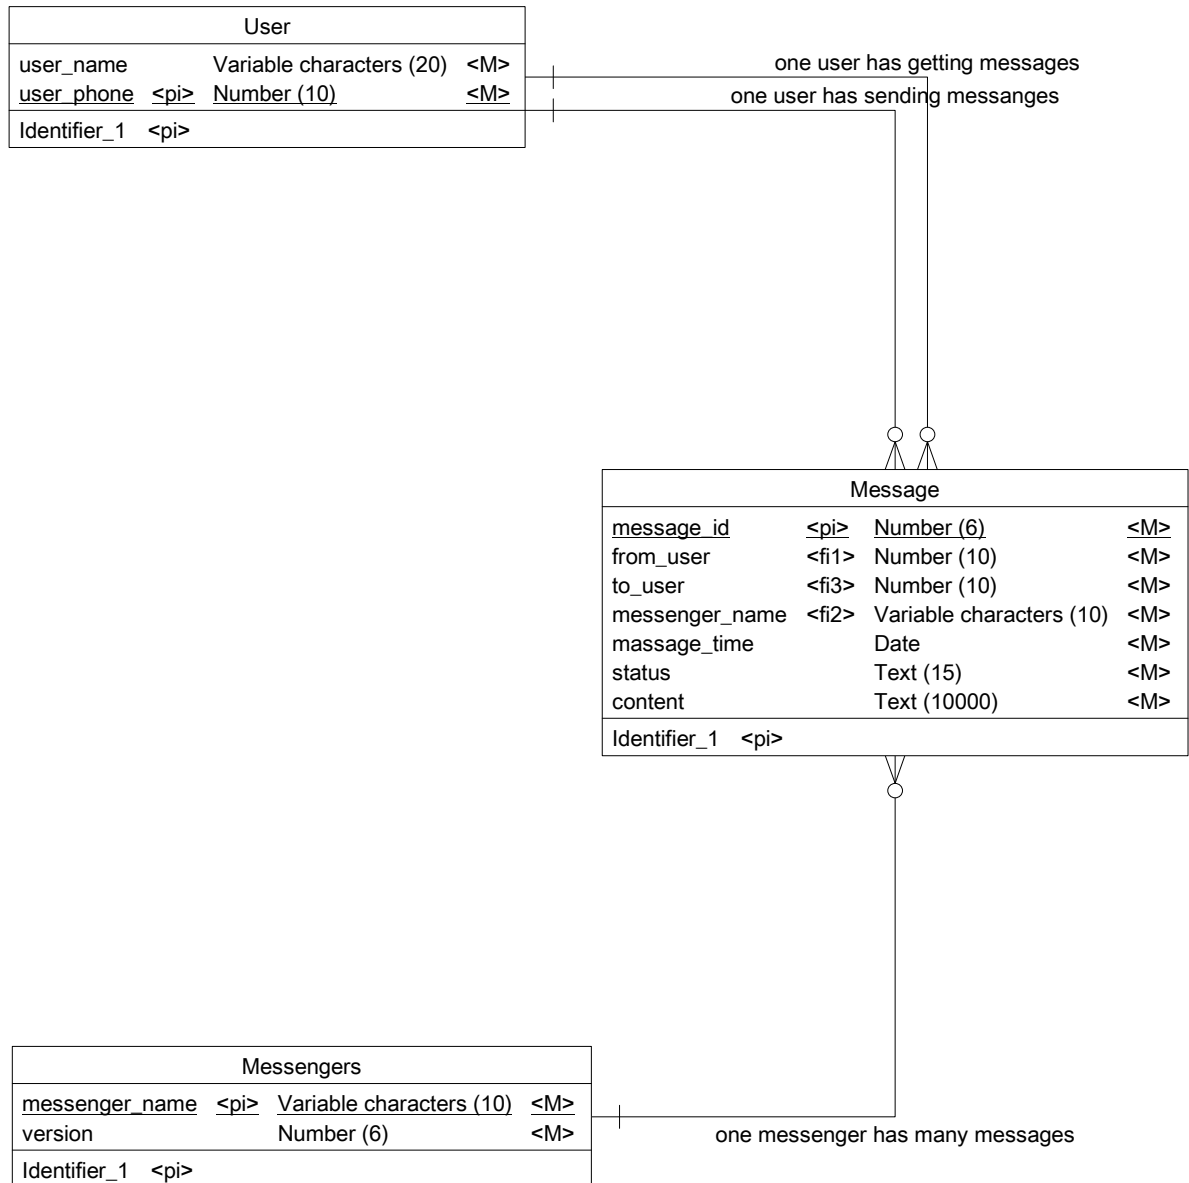 User
user_name Variable characters (20) <M>
user_phone <pi> Number (10) <M>
Identifier_1 <pi>
one user has getting messages
one user has sending messanges
Message
message_id <pi> Number (6) <M>
from_user <fi1> Number (10) <M>
to_user <fi3> Number (10) <M>
messenger_name <fi2> Variable characters (10) <M>
massage_time Date <M>
status Text (15) <M>
content Text (10000) <M>
Identifier_1 <pi>
Messengers
messenger_name <pi> Variable characters (10) <M>
version Number (6) <M>
Identifier_1 <pi>
one messenger has many messages